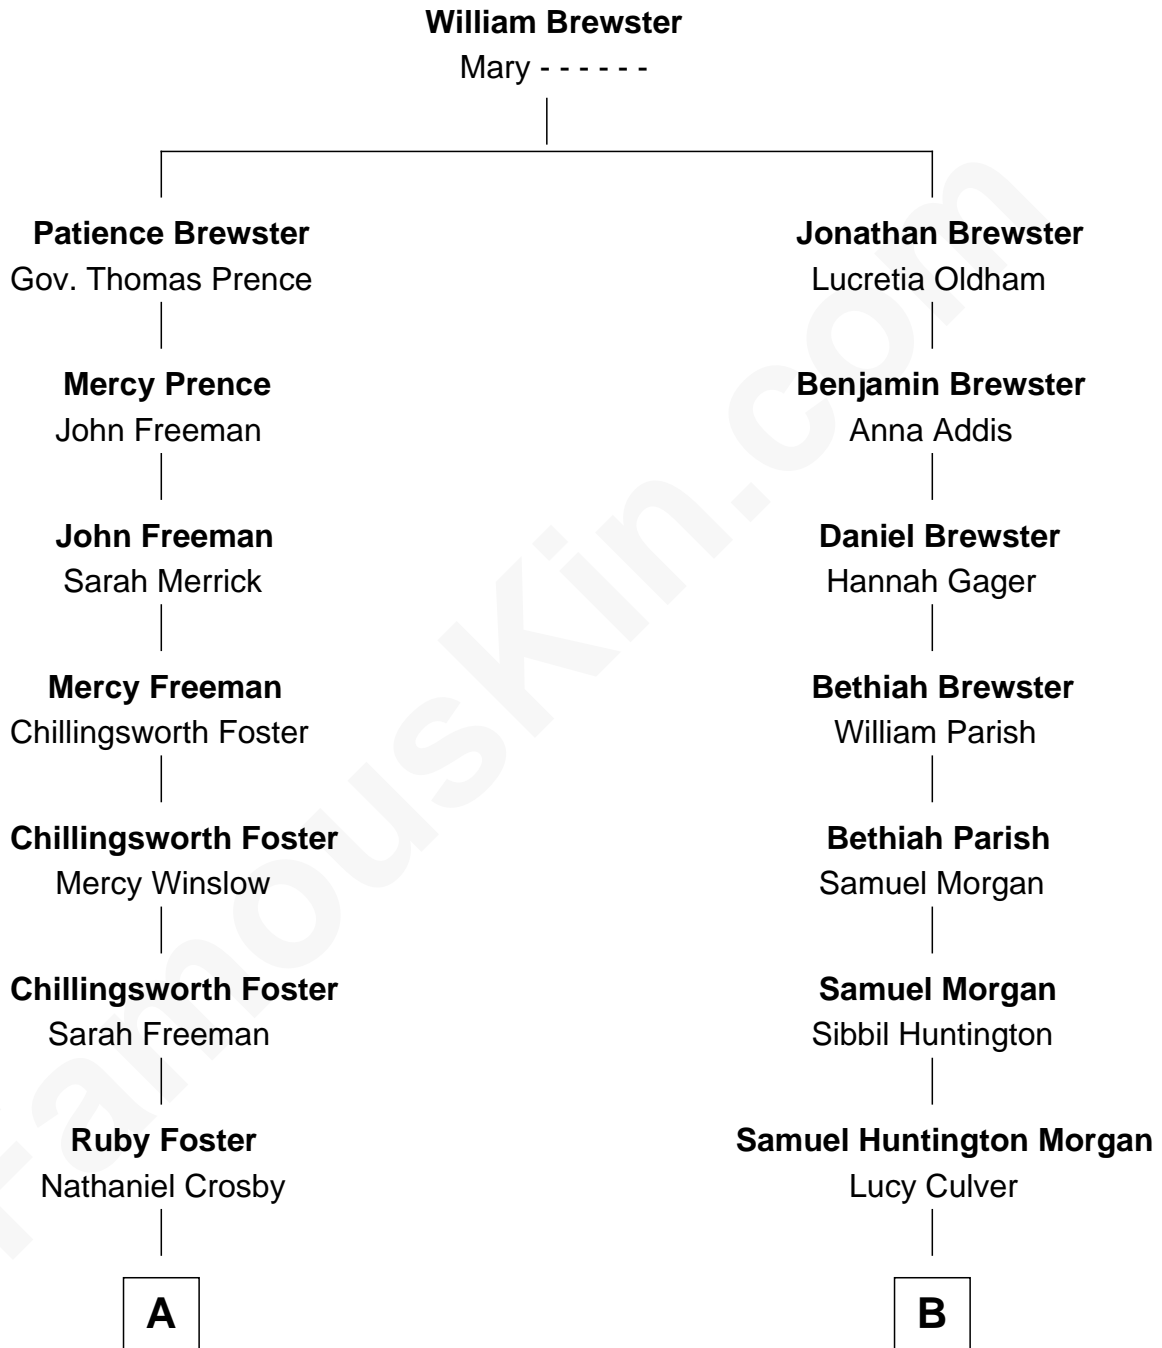 William Brewster
Mary - - - - - -
Patience Brewster
Gov. Thomas Prence
Jonathan Brewster
Lucretia Oldham
Mercy Prence
John Freeman
Benjamin Brewster
Anna Addis
John Freeman
Sarah Merrick
Daniel Brewster
Hannah Gager
Mercy Freeman
Chillingsworth Foster
Bethiah Brewster
William Parish
Chillingsworth Foster
Mercy Winslow
Bethiah Parish
Samuel Morgan
Chillingsworth Foster
Sarah Freeman
Samuel Morgan
Sibbil Huntington
Ruby Foster
Nathaniel Crosby
Samuel Huntington Morgan
Lucy Culver
A
B
FamousKin.com